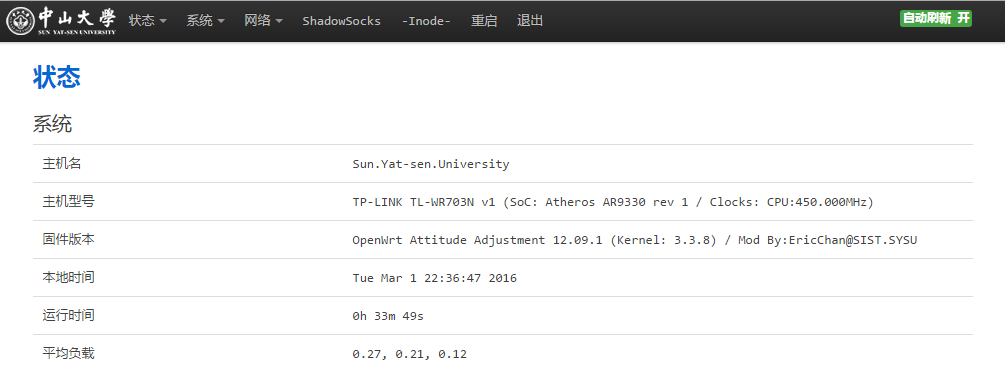 中山大學 状态 系统 网络 ShadowSocks -Inode- 重启 退出 自动刷新 开
SUN YAT-SEN UNIVERSITY
状态
系统
主机名 Sun.Yat-sen.University
主机型号 TP-LINK TL-WR703N v1 (SoC: Atheros AR9330 rev 1 / Clocks: CPU:450.000MHz)
固件版本 OpenWrt Attitude Adjustment 12.09.1 (Kernel: 3.3.8) / Mod By:EricChan@SIST.SYSU
本地时间 Tue Mar 1 22:36:47 2016
运行时间 0h 33m 49s
平均负载 0.27, 0.21, 0.12